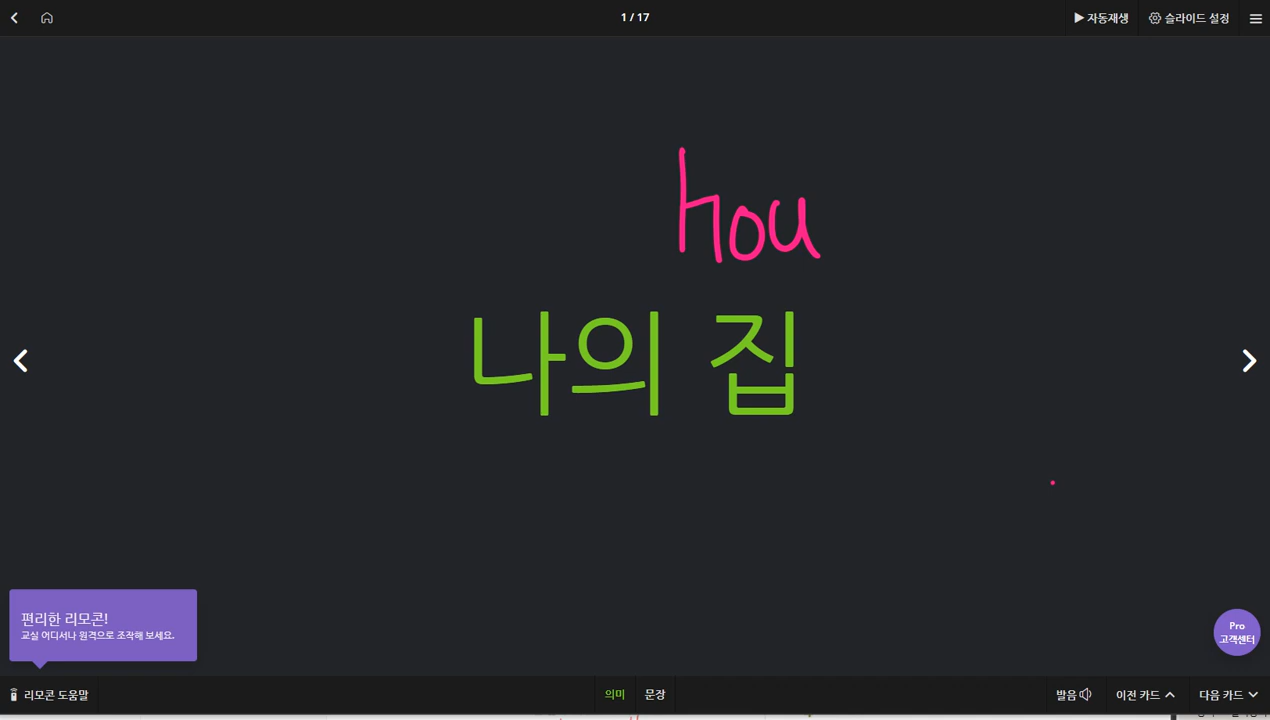 1 / 17
자동재생
슬라이드 설정
hou
나의 집
편리한 리모콘!
교실 어디서나 원격으로 조작해 보세요.
Pro
고객센터
리모콘 도움말
의미
문장
발음
이전 카드
다음 카드